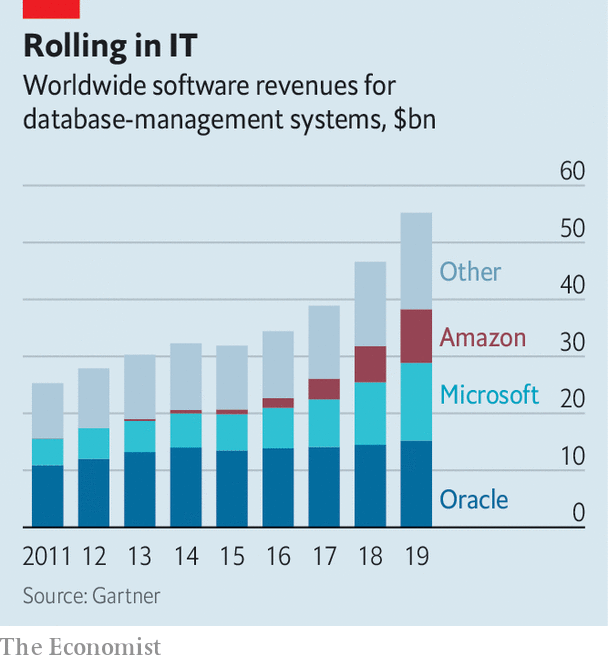 Rolling in IT
Worldwide software revenues for
database-management systems, $bn
60
50
Other
40
Amazon
30
Microsoft
20
10
Oracle
0
2011 12 13 14 15 16 17 18 19
Source: Gartner
The Economist